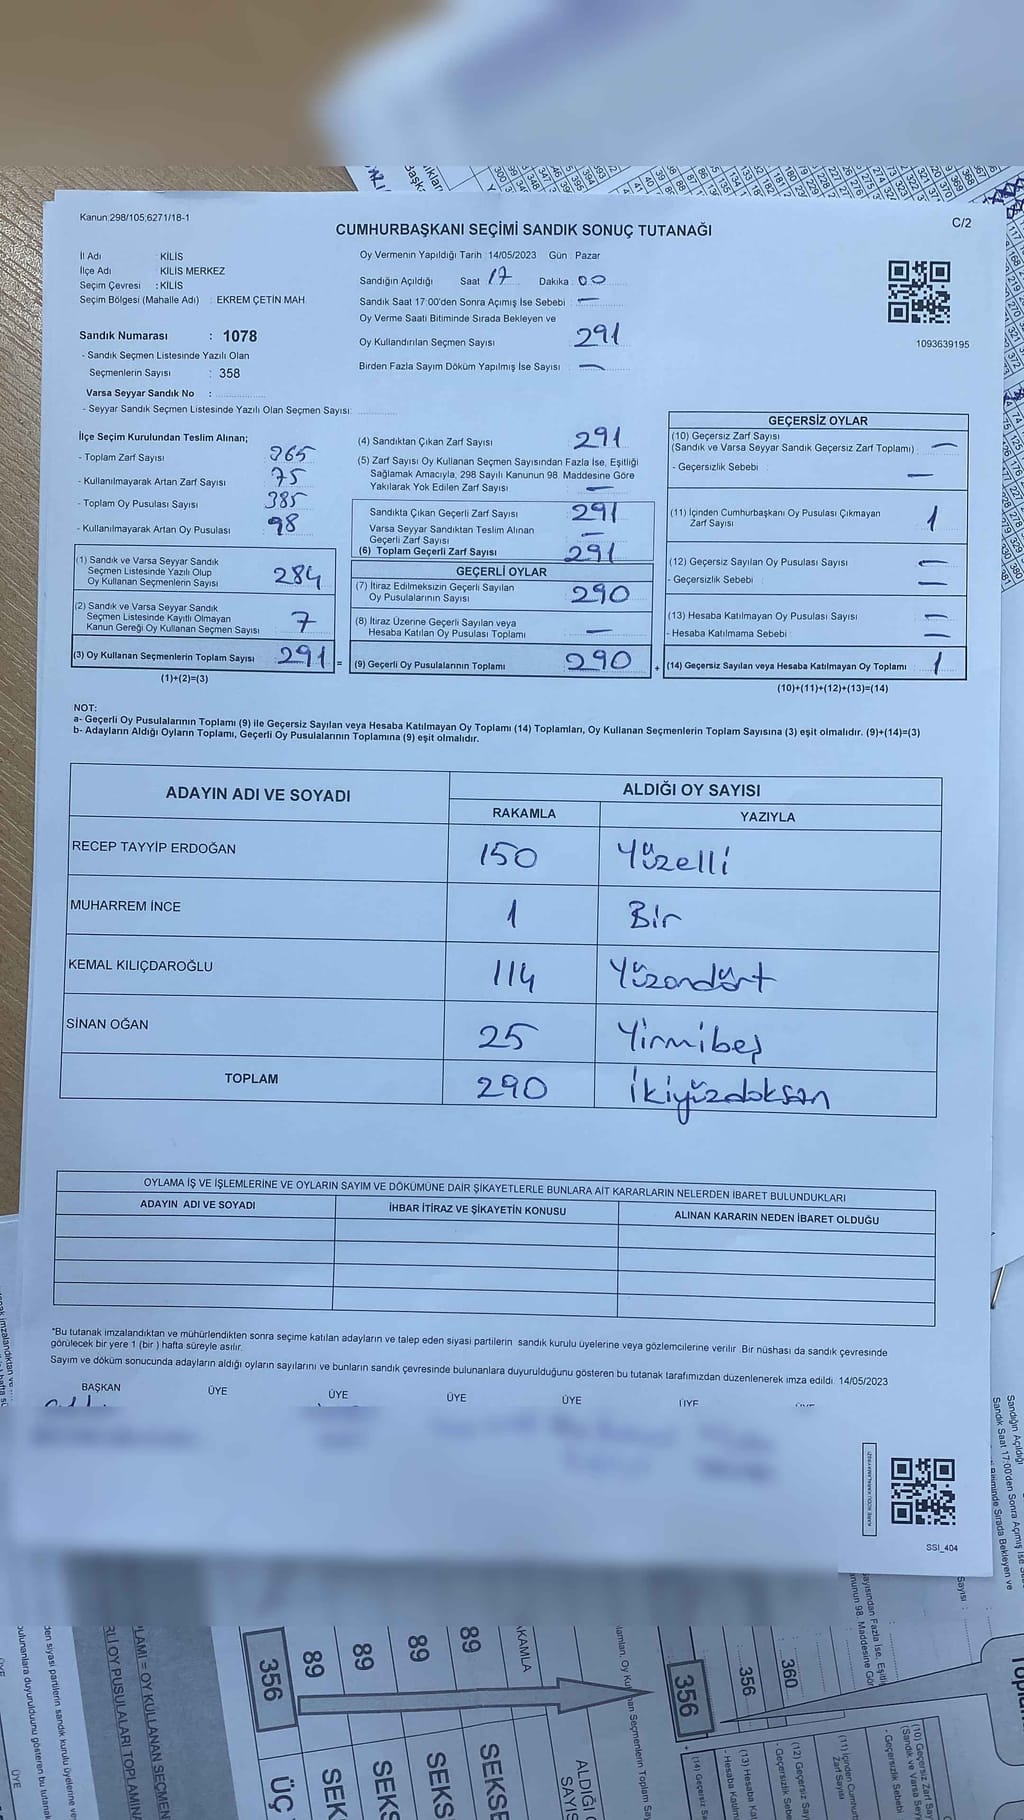 Kanun 298/105,6271/18-1
C/2
CUMHURBAŞKANI SEÇİMİ SANDIK SONUÇ TUTANAĞI
İl Adı : KİLİS
İlçe Adı : KİLİS MERKEZ
Seçim Çevresi : KİLİS
Seçim Bölgesi (Mahalle Adı) : EKREM ÇETİN MAH.
Sandık Numarası : 1078
- Sandık Seçmen Listesinde Yazılı Olan
Seçmenlerin Sayısı : 358
Varsa Seyyar Sandık No :
- Seyyar Sandık Seçmen Listesinde Yazılı Olan Seçmen Sayısı:
Oy Vermenin Yapıldığı Tarih : 14/05/2023 Gün : Pazar
Sandığın Açıldığı Saat 17 Dakika : 00
Sandık Saat 17:00'den Sonra Açımış İse Sebebi : —
Oy Verme Saati Bitiminde Sırada Bekleyen ve
Oy Kullandırılan Seçmen Sayısı 291
Birden Fazla Sayım Döküm Yapılmış İse Sayısı : —
1093639195
İlçe Seçim Kurulundan Teslim Alınan;
- Toplam Zarf Sayısı : 365
- Kullanılmayarak Artan Zarf Sayısı : 75
- Toplam Oy Pusulası Sayısı : 385
- Kullanılmayarak Artan Oy Pusulası : 98
(1) Sandık ve Varsa Seyyar Sandık
Seçmen Listesinde Yazılı Olup
Oy Kullanan Seçmenlerin Sayısı : 284
(2) Sandık ve Varsa Seyyar Sandık
Seçmen Listesinde Kayıtlı Olmayan
Kanun Gereği Oy Kullanan Seçmen Sayısı : 7
(3) Oy Kullanan Seçmenlerin Toplam Sayısı 291 =
(1)+(2)=(3)
(4) Sandıktan Çıkan Zarf Sayısı 291
(5) Zarf Sayısı Oy Kullanan Seçmen Sayısından Fazla İse, Eşitliği
Sağlamak Amacıyla, 298 Sayılı Kanunun 98. Maddesine Göre
Yakılarak Yok Edilen Zarf Sayısı —
Sandıkta Çıkan Geçerli Zarf Sayısı 291
Varsa Seyyar Sandıktan Teslim Alınan
Geçerli Zarf Sayısı —
(6) Toplam Geçerli Zarf Sayısı 291
GEÇERLİ OYLAR
(7) İtiraz Edilmeksizin Geçerli Sayılan
Oy Pusulalarının Sayısı 290
(8) İtiraz Üzerine Geçerli Sayılan veya
Hesaba Katılan Oy Pusulası Toplamı —
(9) Geçerli Oy Pusulalarının Toplamı 290 +
GEÇERSİZ OYLAR
(10) Geçersiz Zarf Sayısı
(Sandık ve Varsa Seyyar Sandık Geçersiz Zarf Toplamı) : —
- Geçersizlik Sebebi : —
(11) İçinden Cumhurbaşkanı Oy Pusulası Çıkmayan
Zarf Sayısı 1
(12) Geçersiz Sayılan Oy Pusulası Sayısı —
- Geçersizlik Sebebi : —
(13) Hesaba Katılmayan Oy Pusulası Sayısı —
- Hesaba Katılmama Sebebi : —
(14) Geçersiz Sayılan veya Hesaba Katılmayan Oy Toplamı 1
(10)+(11)+(12)+(13)=(14)
NOT:
a- Geçerli Oy Pusulalarının Toplamı (9) ile Geçersiz Sayılan veya Hesaba Katılmayan Oy Toplamı (14) Toplamları, Oy Kullanan Seçmenlerin Toplam Sayısına (3) eşit olmalıdır. (9)+(14)=(3)
b- Adayların Aldığı Oyların Toplamı, Geçerli Oy Pusulalarının Toplamına (9) eşit olmalıdır.
ADAYIN ADI VE SOYADI ALDIĞI OY SAYISI
RAKAMLA YAZIYLA
RECEP TAYYİP ERDOĞAN 150 Yüzelli
MUHARREM İNCE 1 Bir
KEMAL KILIÇDAROĞLU 114 Yüzondört
SİNAN OĞAN 25 Yirmibeş
TOPLAM 290 İkiyüzdoksan
OYLAMA İŞ VE İŞLEMLERİNE VE OYLARIN SAYIM VE DÖKÜMÜNE DAİR ŞİKAYETLERLE BUNLARA AİT KARARLARIN NELERDEN İBARET BULUNDUKLARI
ADAYIN ADI VE SOYADI İHBAR İTİRAZ VE ŞİKAYETİN KONUSU ALINAN KARARIN NEDEN İBARET OLDUĞU
*Bu tutanak imzalandıktan ve mühürlendikten sonra seçime katılan adayların ve talep eden siyasi partilerin sandık kurulu üyelerine veya gözlemcilerine verilir. Bir nüshası da sandık çevresinde
görülecek bir yere 1 (bir ) hafta süreyle asılır.
Sayım ve döküm sonucunda adayların aldığı oyların sayılarını ve bunların sandık çevresinde bulunanlara duyurulduğunu gösteren bu tutanak tarafımızdan düzenlenerek imza edildi. 14/05/2023
BAŞKAN ÜYE ÜYE ÜYE ÜYE ÜYE
SSI_404
356 89 89 89 89 AKAMLA
356 356 360
ÜÇ SEK SEKS SEKS SEKSE
ALDIĞI
SAYIS